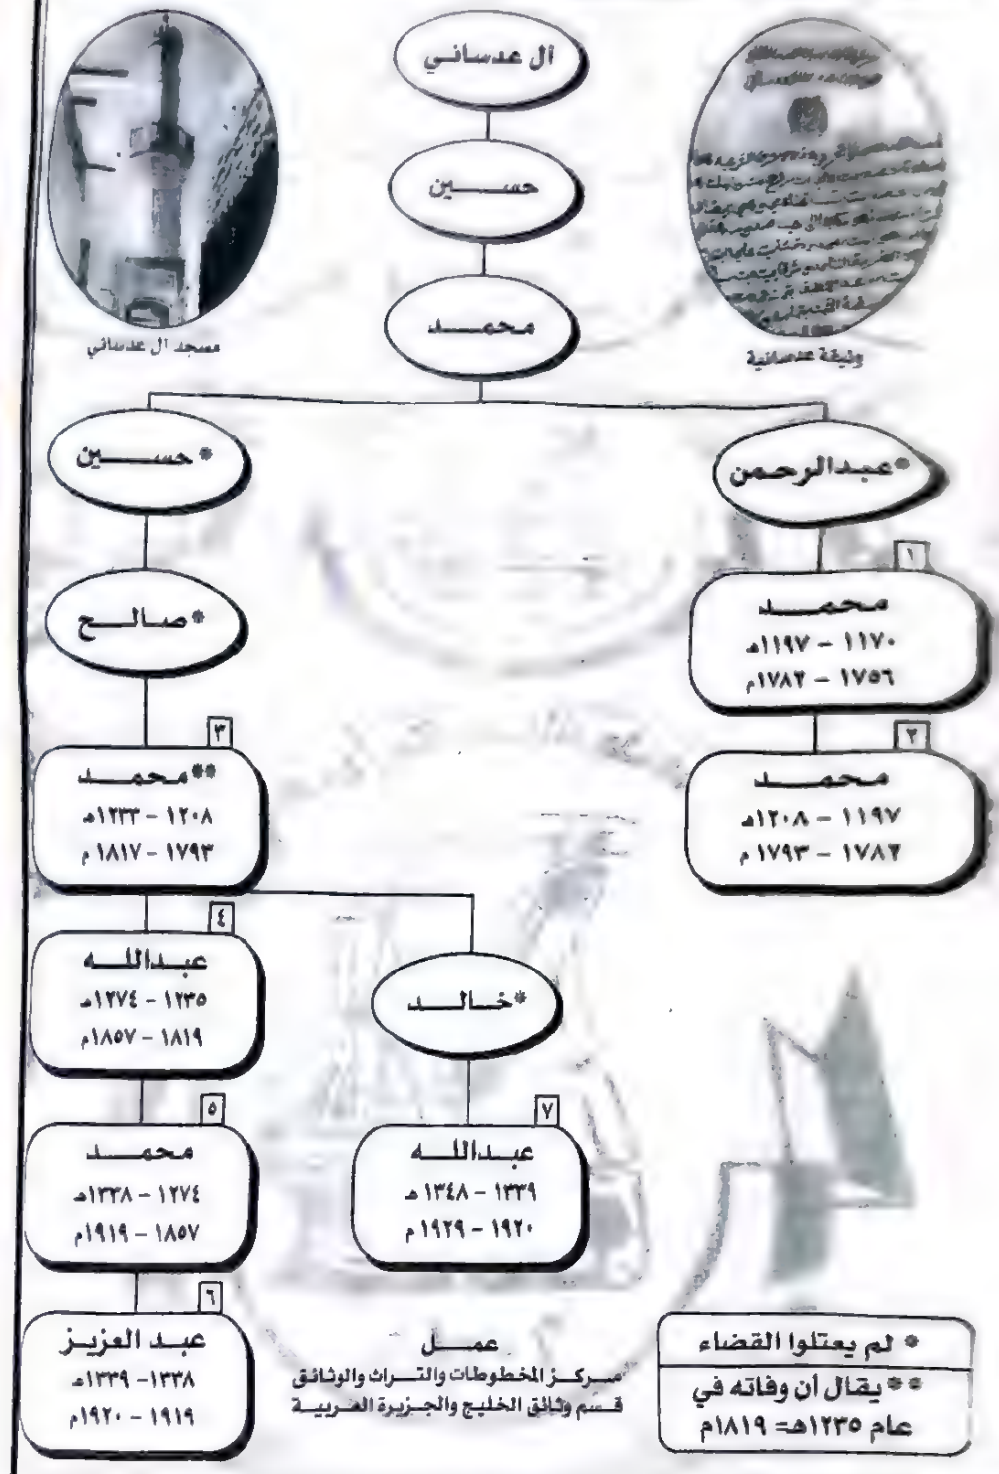 آل عدساني
حسين
محمد
مسجد آل عدساني
وثيقة عدسانية
*عبدالرحمن
*حسين
١
محمد
١١٧٠ – ١١٩٧هـ
١٧٥٦ – ١٧٨٢م
*صالح
٢
محمد
١١٩٧ – ١٢٠٨هـ
١٧٨٢ – ١٧٩٣م
٣
**محمد
١٢٠٨ – ١٢٣٣هـ
١٧٩٣ – ١٨١٧م
٤
عبدالله
١٢٣٥ – ١٢٧٤هـ
١٨١٩ – ١٨٥٧م
*خالد
٥
محمد
١٢٧٤ – ١٣٣٨هـ
١٨٥٧ – ١٩١٩م
٧
عبدالله
١٣٣٩ – ١٣٤٨هـ
١٩٢٠ – ١٩٢٩م
٦
عبد العزيز
١٣٣٨ – ١٣٣٩هـ
١٩١٩ – ١٩٢٠م
عمل
مركز المخطوطات والتراث والوثائق
قسم وثائق الخليج والجزيرة العربية
* لم يعتلوا القضاء
** يقال أن وفاته في
عام ١٢٣٥هـ= ١٨١٩م